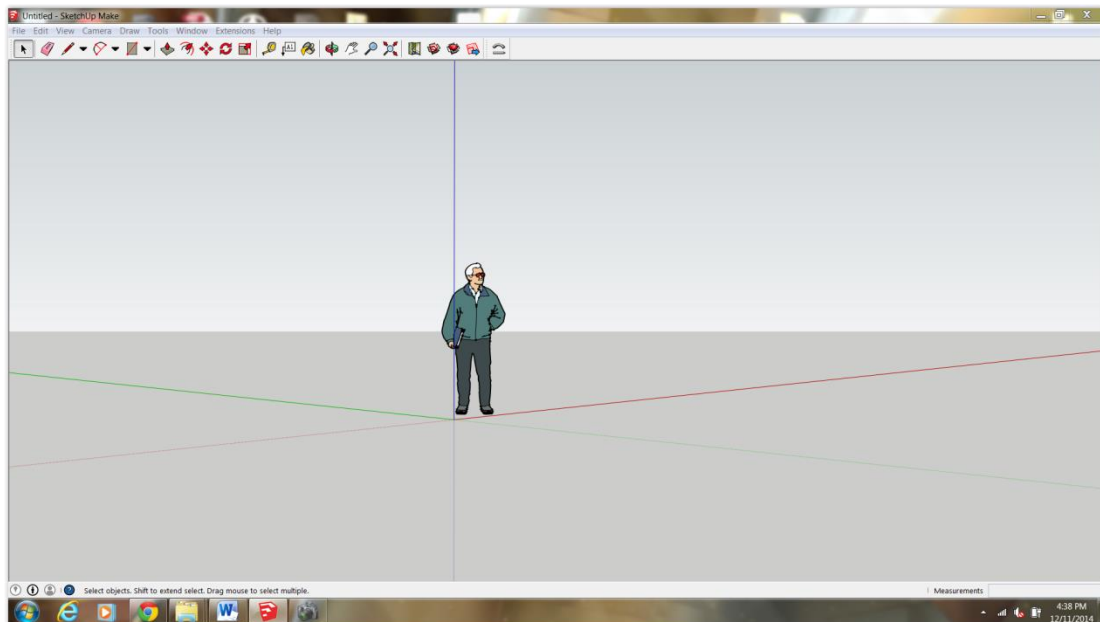 Untitled - SketchUp Make
File Edit View Camera Draw Tools Window Extensions Help
A1
Select objects. Shift to extend select. Drag mouse to select multiple.
Measurements
W
4:38 PM
12/11/2014